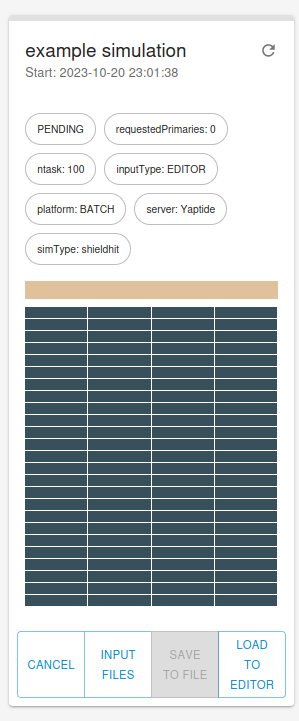 example simulation
Start: 2023-10-20 23:01:38
PENDING requestedPrimaries: 0
ntask: 100 inputType: EDITOR
platform: BATCH server: Yaptide
simType: shieldhit
CANCEL
INPUT
FILES
SAVE
TO FILE
LOAD
TO
EDITOR